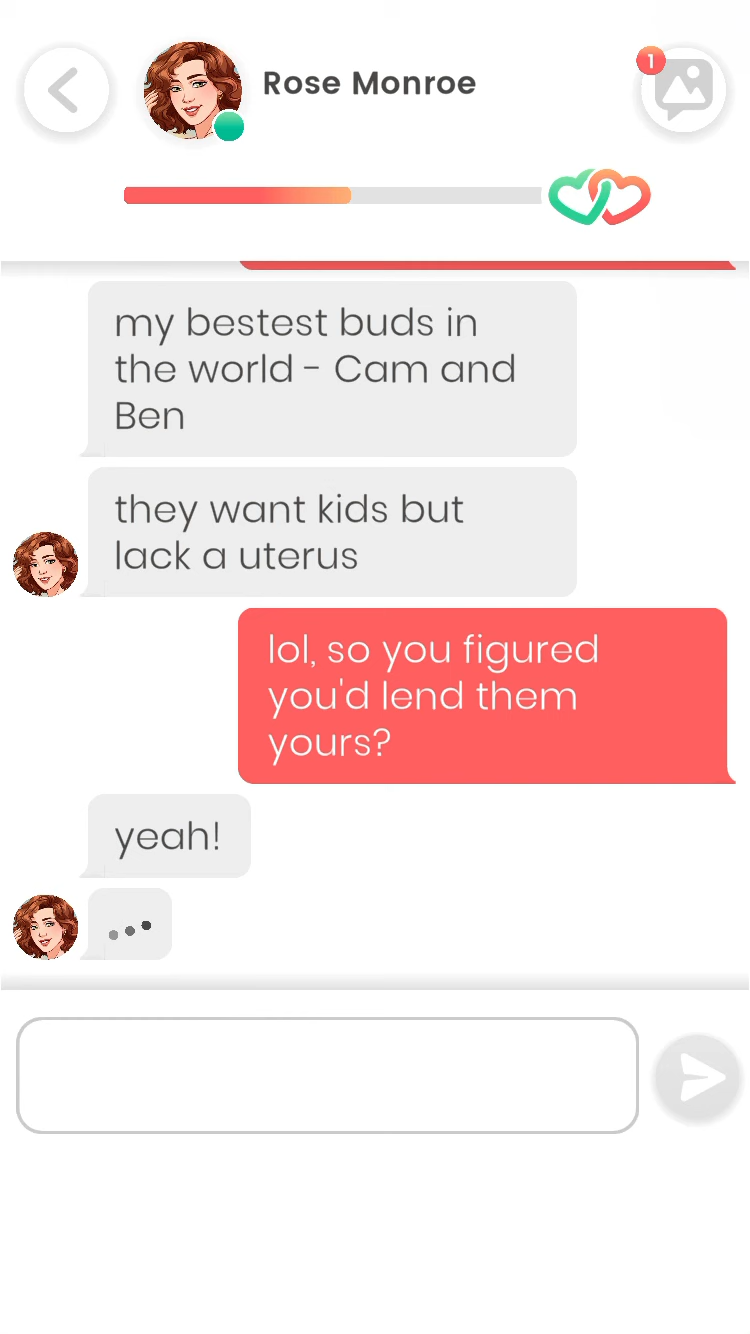 Rose Monroe
1
my bestest buds in
the world - Cam and
Ben
they want kids but
lack a uterus
lol, so you figured
you'd lend them
yours?
yeah!